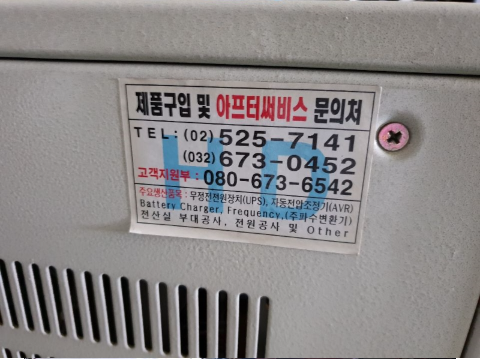 제품구입 및 아프터써비스 문의처
TEL: (02) 525-7141
(032) 673-0452
고객지원부 : 080-673-6542
주요생산품목 : 무정전전원장치(UPS), 자동전압조정기(AVR)
Battery Charger, Frequency,(주파수변환기)
전산실 부대공사, 전원공사 및 Other